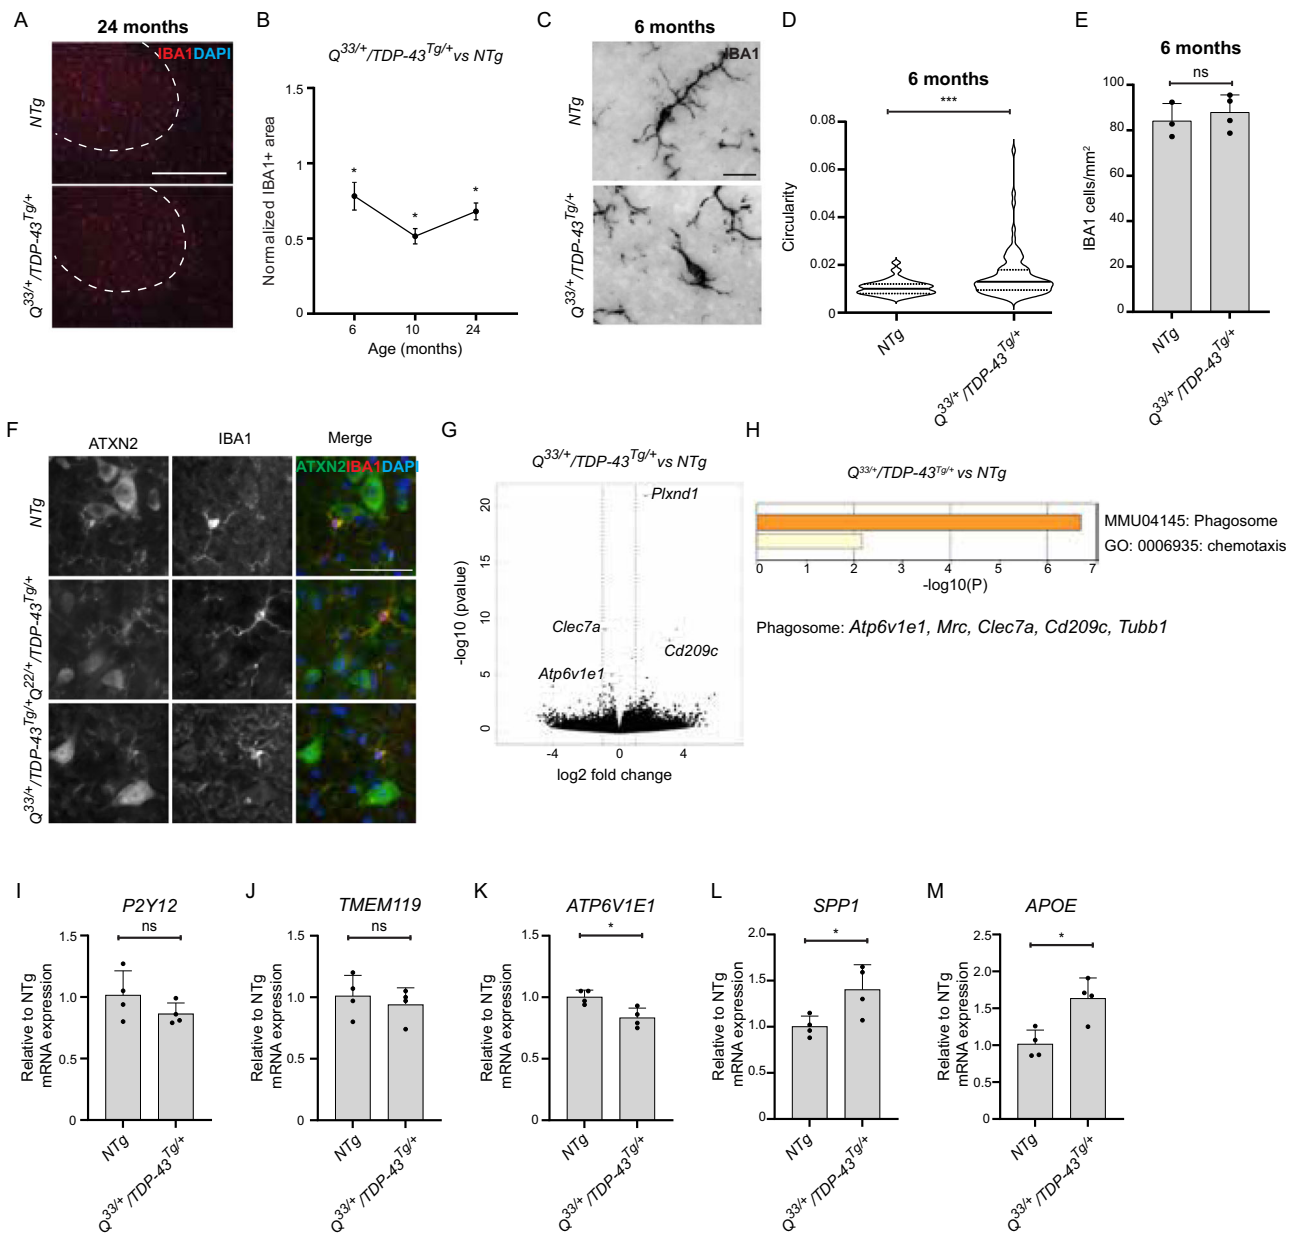 A
24 months
IBA1DAPI
NTg
Q33/+/TDP-43Tg/+
B
Q33/+/TDP-43Tg/+ vs NTg
Normalized IBA1+ area
1.5
1
0.5
0
*
*
*
6
10
24
Age (months)
C
6 months
IBA1
NTg
Q33/+/TDP-43Tg/+
D
6 months
***
Circularity
0.08
0.06
0.04
0.02
0
NTg
Q33/+/TDP-43Tg/+
E
6 months
ns
IBA1 cells/mm2
100
80
60
40
20
0
NTg
Q33/+/TDP-43Tg/+
F
ATXN2
IBA1
Merge
ATXN2IBA1DAPI
NTg
Q22/+/TDP-43Tg/+
Q33/+/TDP-43Tg/+
G
Q33/+/TDP-43Tg/+ vs NTg
-log10 (pvalue)
20
15
10
5
0
Plxnd1
Clec7a
Cd209c
Atp6v1e1
-4
0
4
log2 fold change
H
Q33/+/TDP-43Tg/+ vs NTg
MMU04145: Phagosome
GO: 0006935: chemotaxis
0 1 2 3 4 5 6 7
-log10(P)
Phagosome: Atp6v1e1, Mrc, Clec7a, Cd209c, Tubb1
I
P2Y12
ns
Relative to NTg
mRNA expression
1.5
1.0
0.5
0
NTg
Q33/+/TDP-43Tg/+
J
TMEM119
ns
Relative to NTg
mRNA expression
1.5
1.0
0.5
0
NTg
Q33/+/TDP-43Tg/+
K
ATP6V1E1
*
Relative to NTg
mRNA expression
1.5
1.0
0.5
0
NTg
Q33/+/TDP-43Tg/+
L
SPP1
*
Relative to NTg
mRNA expression
2.0
1.5
1.0
0.5
0
NTg
Q33/+/TDP-43Tg/+
M
APOE
*
Relative to NTg
mRNA expression
2.5
2.0
1.5
1.0
0.5
0
NTg
Q33/+/TDP-43Tg/+